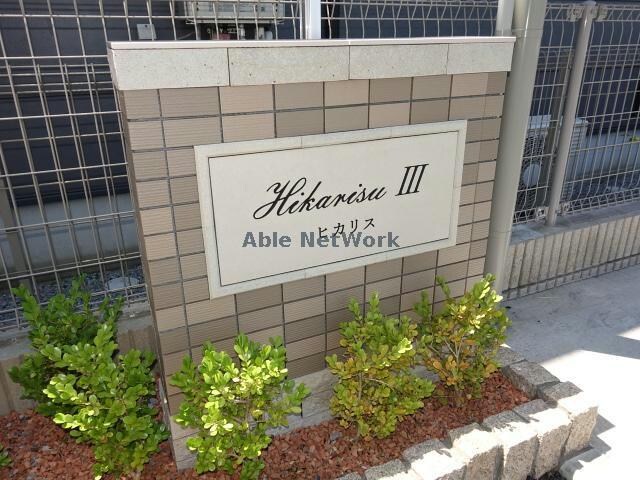 Hikarisu III
ヒカリス
Able NetWork